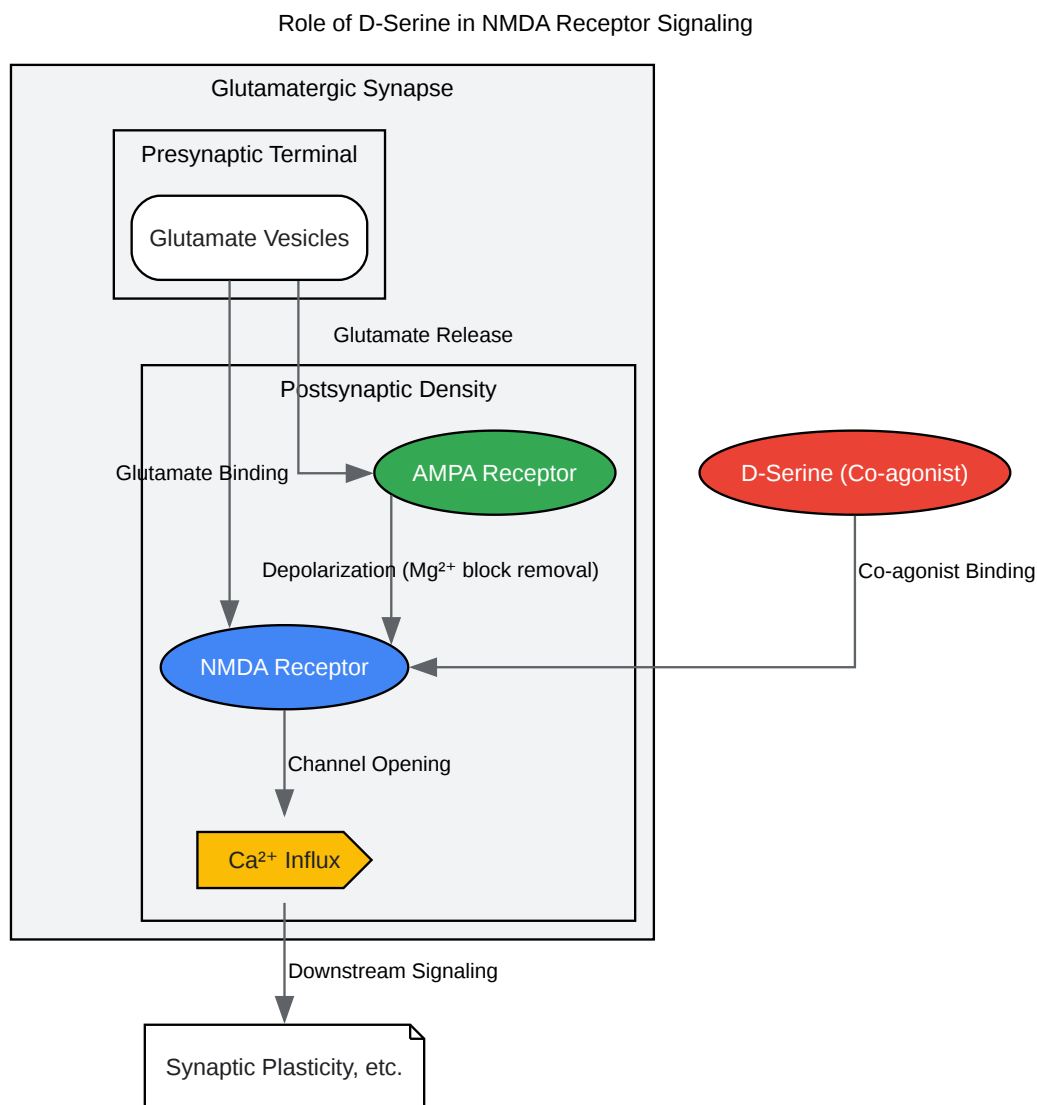 Role of D-Serine in NMDA Receptor Signaling
Glutamatergic Synapse
Presynaptic Terminal
Glutamate Vesicles
Glutamate Release
Postsynaptic Density
Glutamate Binding
AMPA Receptor
D-Serine (Co-agonist)
Depolarization (Mg²⁺ block removal)
Co-agonist Binding
NMDA Receptor
Channel Opening
Ca²⁺ Influx
Downstream Signaling
Synaptic Plasticity, etc.